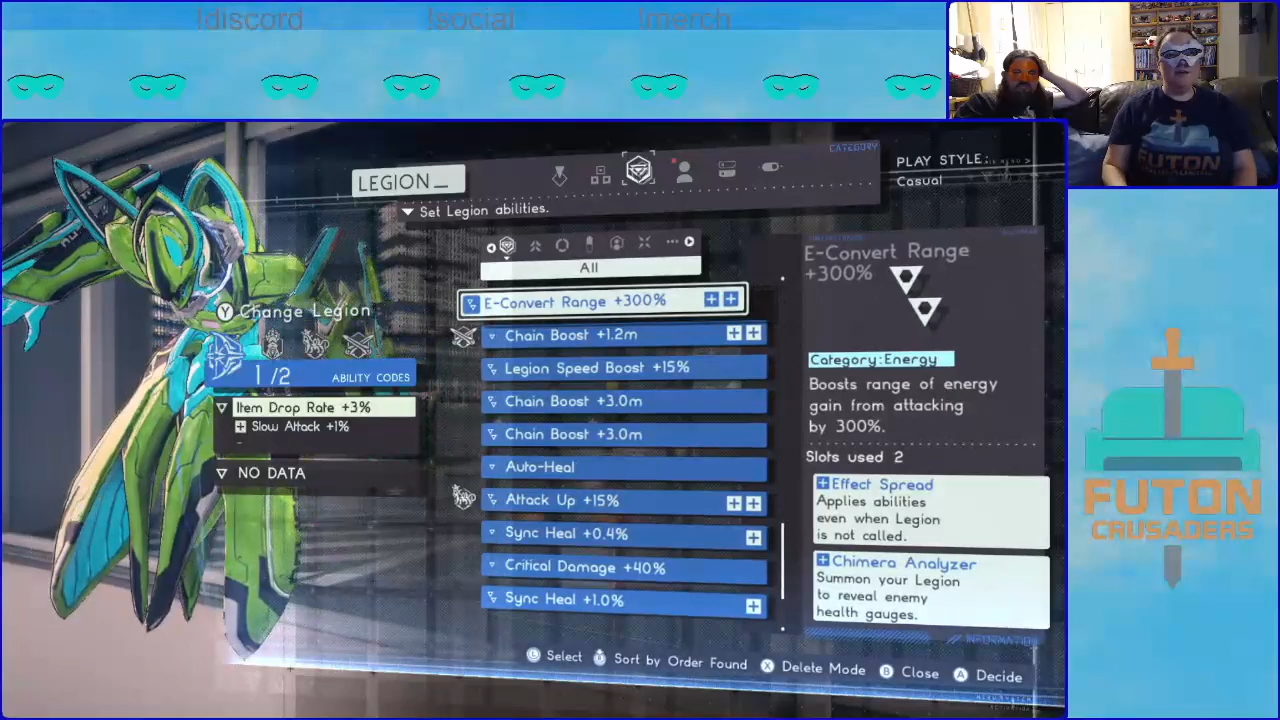 !discord
!social
!merch
LEGION_
CATEGORY
PLAY STYLE:
Casual
Set Legion abilities.
All
Y Change Legion
1/2 ABILITY CODES
Item Drop Rate +3%
Slow Attack +1%
NO DATA
E-Convert Range +300%
Chain Boost +1.2m
Legion Speed Boost +15%
Chain Boost +3.0m
Chain Boost +3.0m
Auto-Heal
Attack Up +15%
Sync Heal +0.4%
Critical Damage +40%
Sync Heal +1.0%
E-Convert Range
+300%
Category:Energy
Boosts range of energy
gain from attacking
by 300%.
Slots used 2
Effect Spread
Applies abilities
even when Legion
is not called.
Chimera Analyzer
Summon your Legion
to reveal enemy
health gauges.
INFORMATION
L Select
Sort by Order Found
X Delete Mode
B Close
A Decide
FUTON
FUTON
CRUSADERS